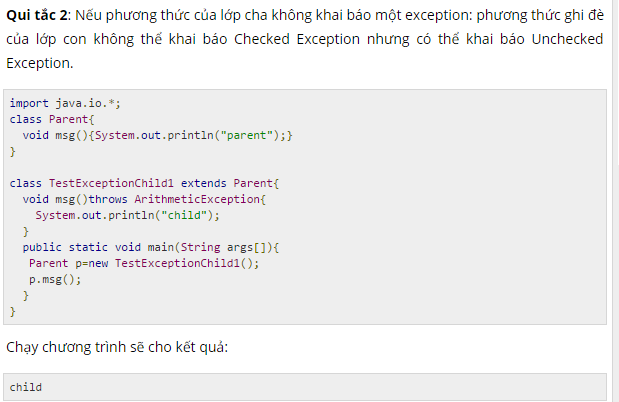 Qui tắc 2: Nếu phương thức của lớp cha không khai báo một exception: phương thức ghi đè
của lớp con không thể khai báo Checked Exception nhưng có thể khai báo Unchecked
Exception.
import java.io.*;
class Parent{
  void msg(){System.out.println("parent");}
}
class TestExceptionChild1 extends Parent{
  void msg()throws ArithmeticException{
    System.out.println("child");
  }
  public static void main(String args[]){
   Parent p=new TestExceptionChild1();
   p.msg();
  }
}
Chạy chương trình sẽ cho kết quả:
child